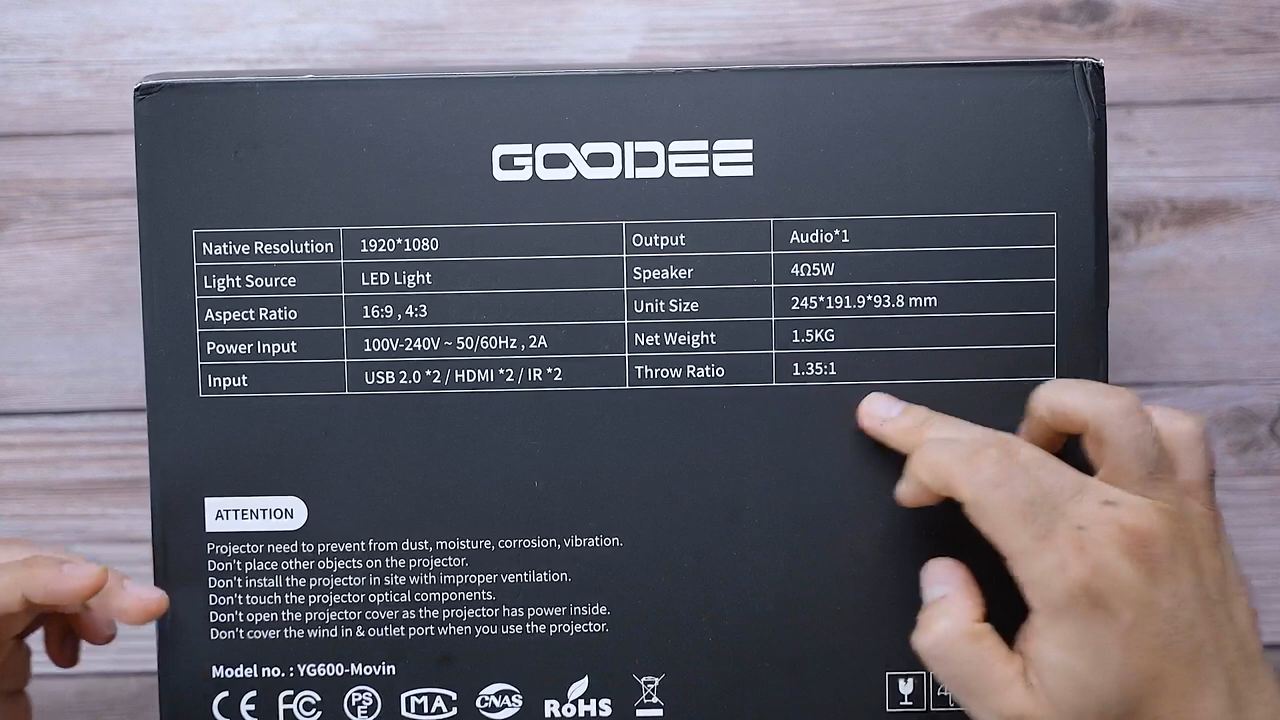 GOODEE
Native Resolution 1920*1080 Output Audio*1
Light Source LED Light Speaker 4Ω5W
Aspect Ratio 16:9 , 4:3 Unit Size 245*191.9*93.8 mm
Power Input 100V-240V ~ 50/60Hz , 2A Net Weight 1.5KG
Input USB 2.0 *2 / HDMI *2 / IR *2 Throw Ratio 1.35:1
ATTENTION
Projector need to prevent from dust, moisture, corrosion, vibration.
Don't place other objects on the projector.
Don't install the projector in site with improper ventilation.
Don't touch the projector optical components.
Don't open the projector cover as the projector has power inside.
Don't cover the wind in & outlet port when you use the projector.
Model no. : YG600-Movin
CE FC PSE MA CNAS RoHS